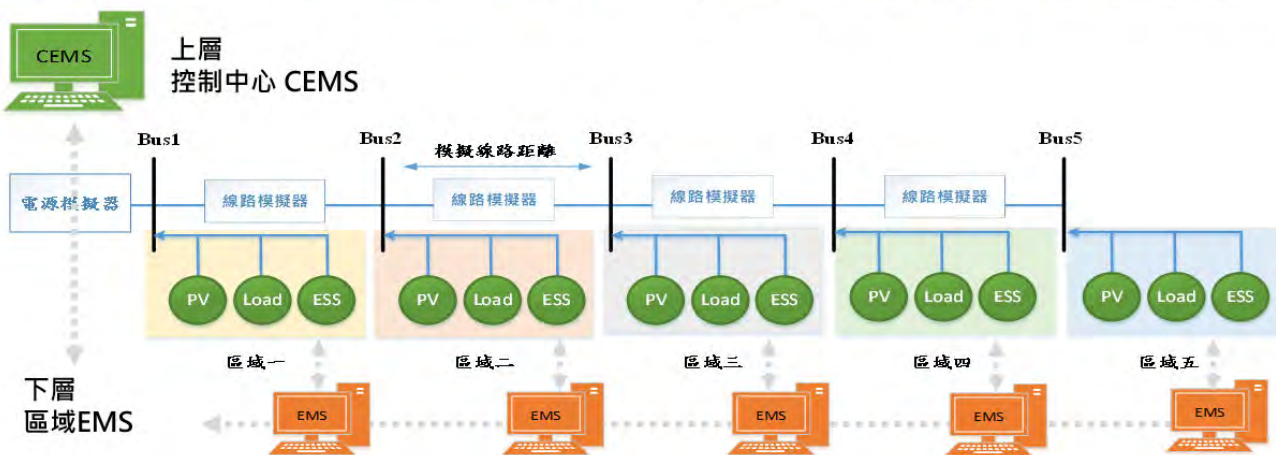 CEMS
上層
控制中心 CEMS
Bus1
Bus2
Bus3
Bus4
Bus5
模擬線路距離
電源模擬器
線路模擬器
線路模擬器
線路模擬器
線路模擬器
PV Load ESS
PV Load ESS
PV Load ESS
PV Load ESS
PV Load ESS
區域一
區域二
區域三
區域四
區域五
下層
區域EMS
EMS
EMS
EMS
EMS
EMS